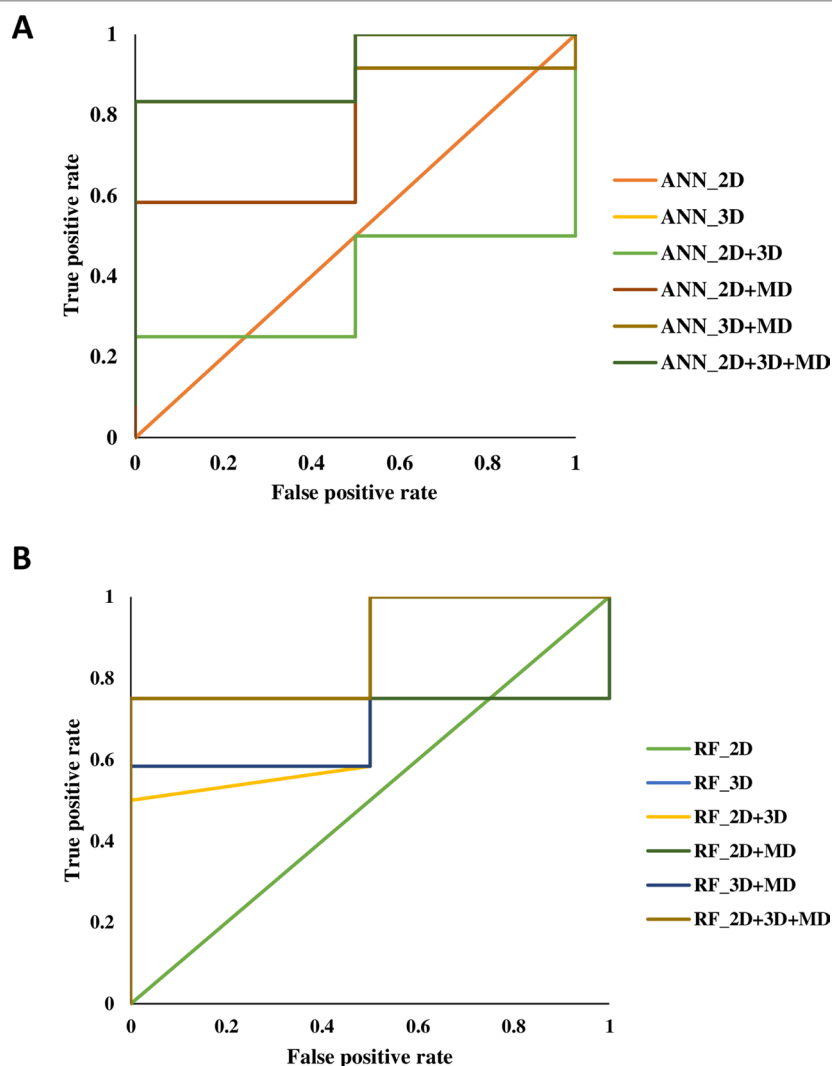 A
1
0.8
0.6
0.4
0.2
0
True positive rate
0
0.2
0.4
0.6
0.8
1
False positive rate
ANN_2D
ANN_3D
ANN_2D+3D
ANN_2D+MD
ANN_3D+MD
ANN_2D+3D+MD
B
1
0.8
0.6
0.4
0.2
0
True positive rate
0
0.2
0.4
0.6
0.8
1
False positive rate
RF_2D
RF_3D
RF_2D+3D
RF_2D+MD
RF_3D+MD
RF_2D+3D+MD